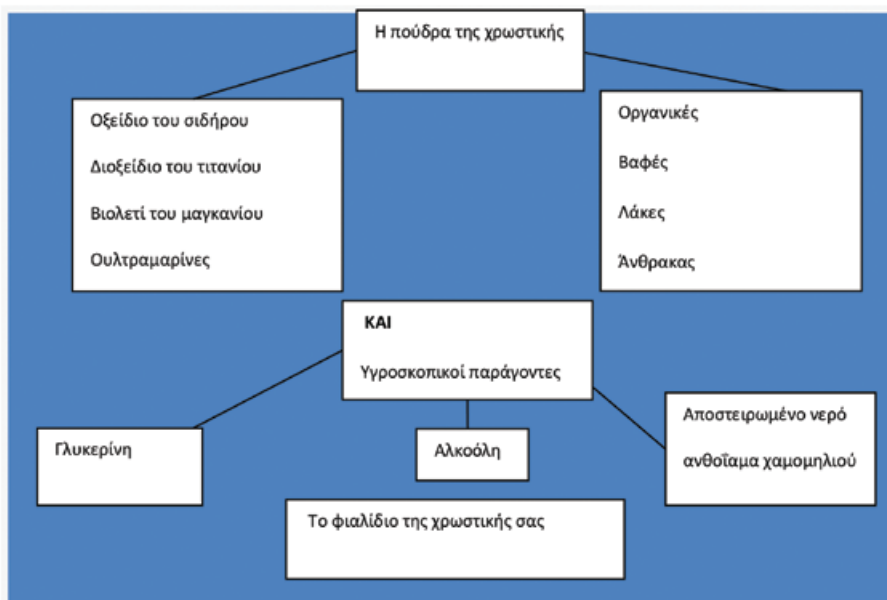 Η πούδρα της χρωστικής
Οξείδιο του σιδήρου
Διοξείδιο του τιτανίου
Βιολετί του μαγκανίου
Ουλτραμαρίνες
Οργανικές
Βαφές
Λάκες
Άνθρακας
ΚΑΙ
Υγροσκοπικοί παράγοντες
Γλυκερίνη
Αλκοόλη
Αποστειρωμένο νερό
ανθοΐαμα χαμομηλιού
Το φιαλίδιο της χρωστικής σας